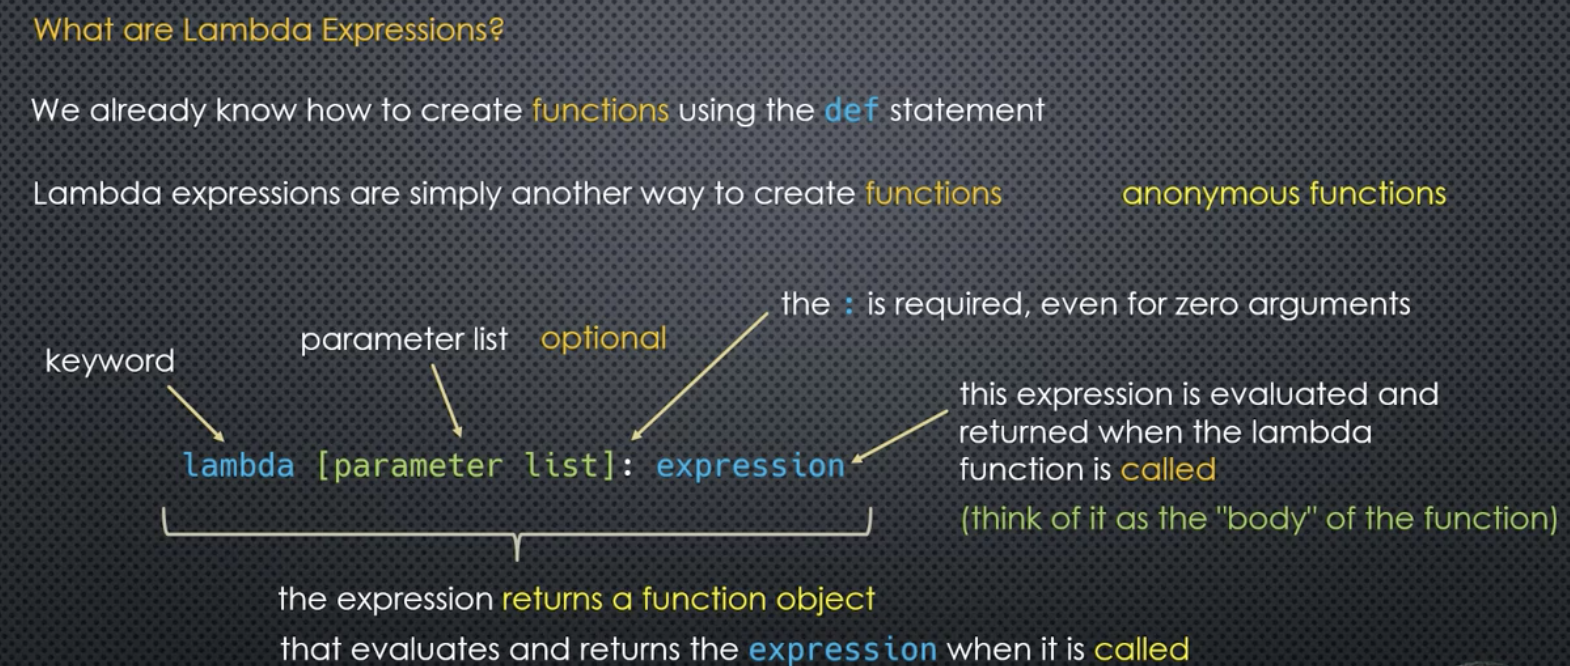 What are Lambda Expressions?
We already know how to create functions using the def statement
Lambda expressions are simply another way to create functions anonymous functions
the : is required, even for zero arguments
parameter list optional
keyword
this expression is evaluated and
returned when the lambda
function is called
(think of it as the "body" of the function)
lambda [parameter list]: expression
the expression returns a function object
that evaluates and returns the expression when it is called